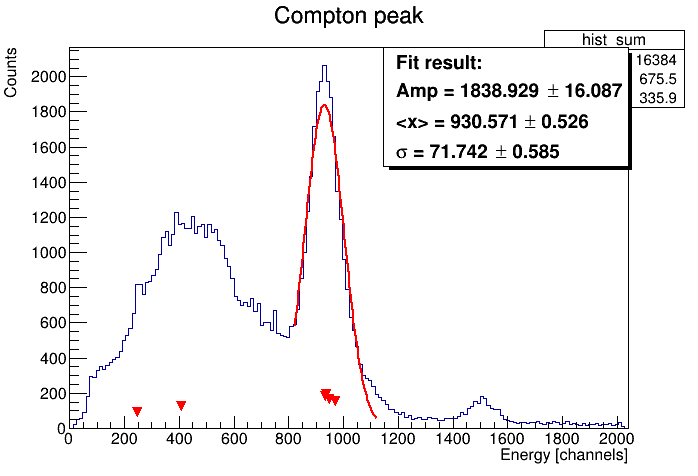 Compton peak
hist_sum
16384
675.5
335.9
Fit result:
Amp = 1838.929 ± 16.087
<x> = 930.571 ± 0.526
σ = 71.742 ± 0.585
Counts
2000
1800
1600
1400
1200
1000
800
600
400
200
0
0 200 400 600 800 1000 1200 1400 1600 1800 2000
Energy [channels]